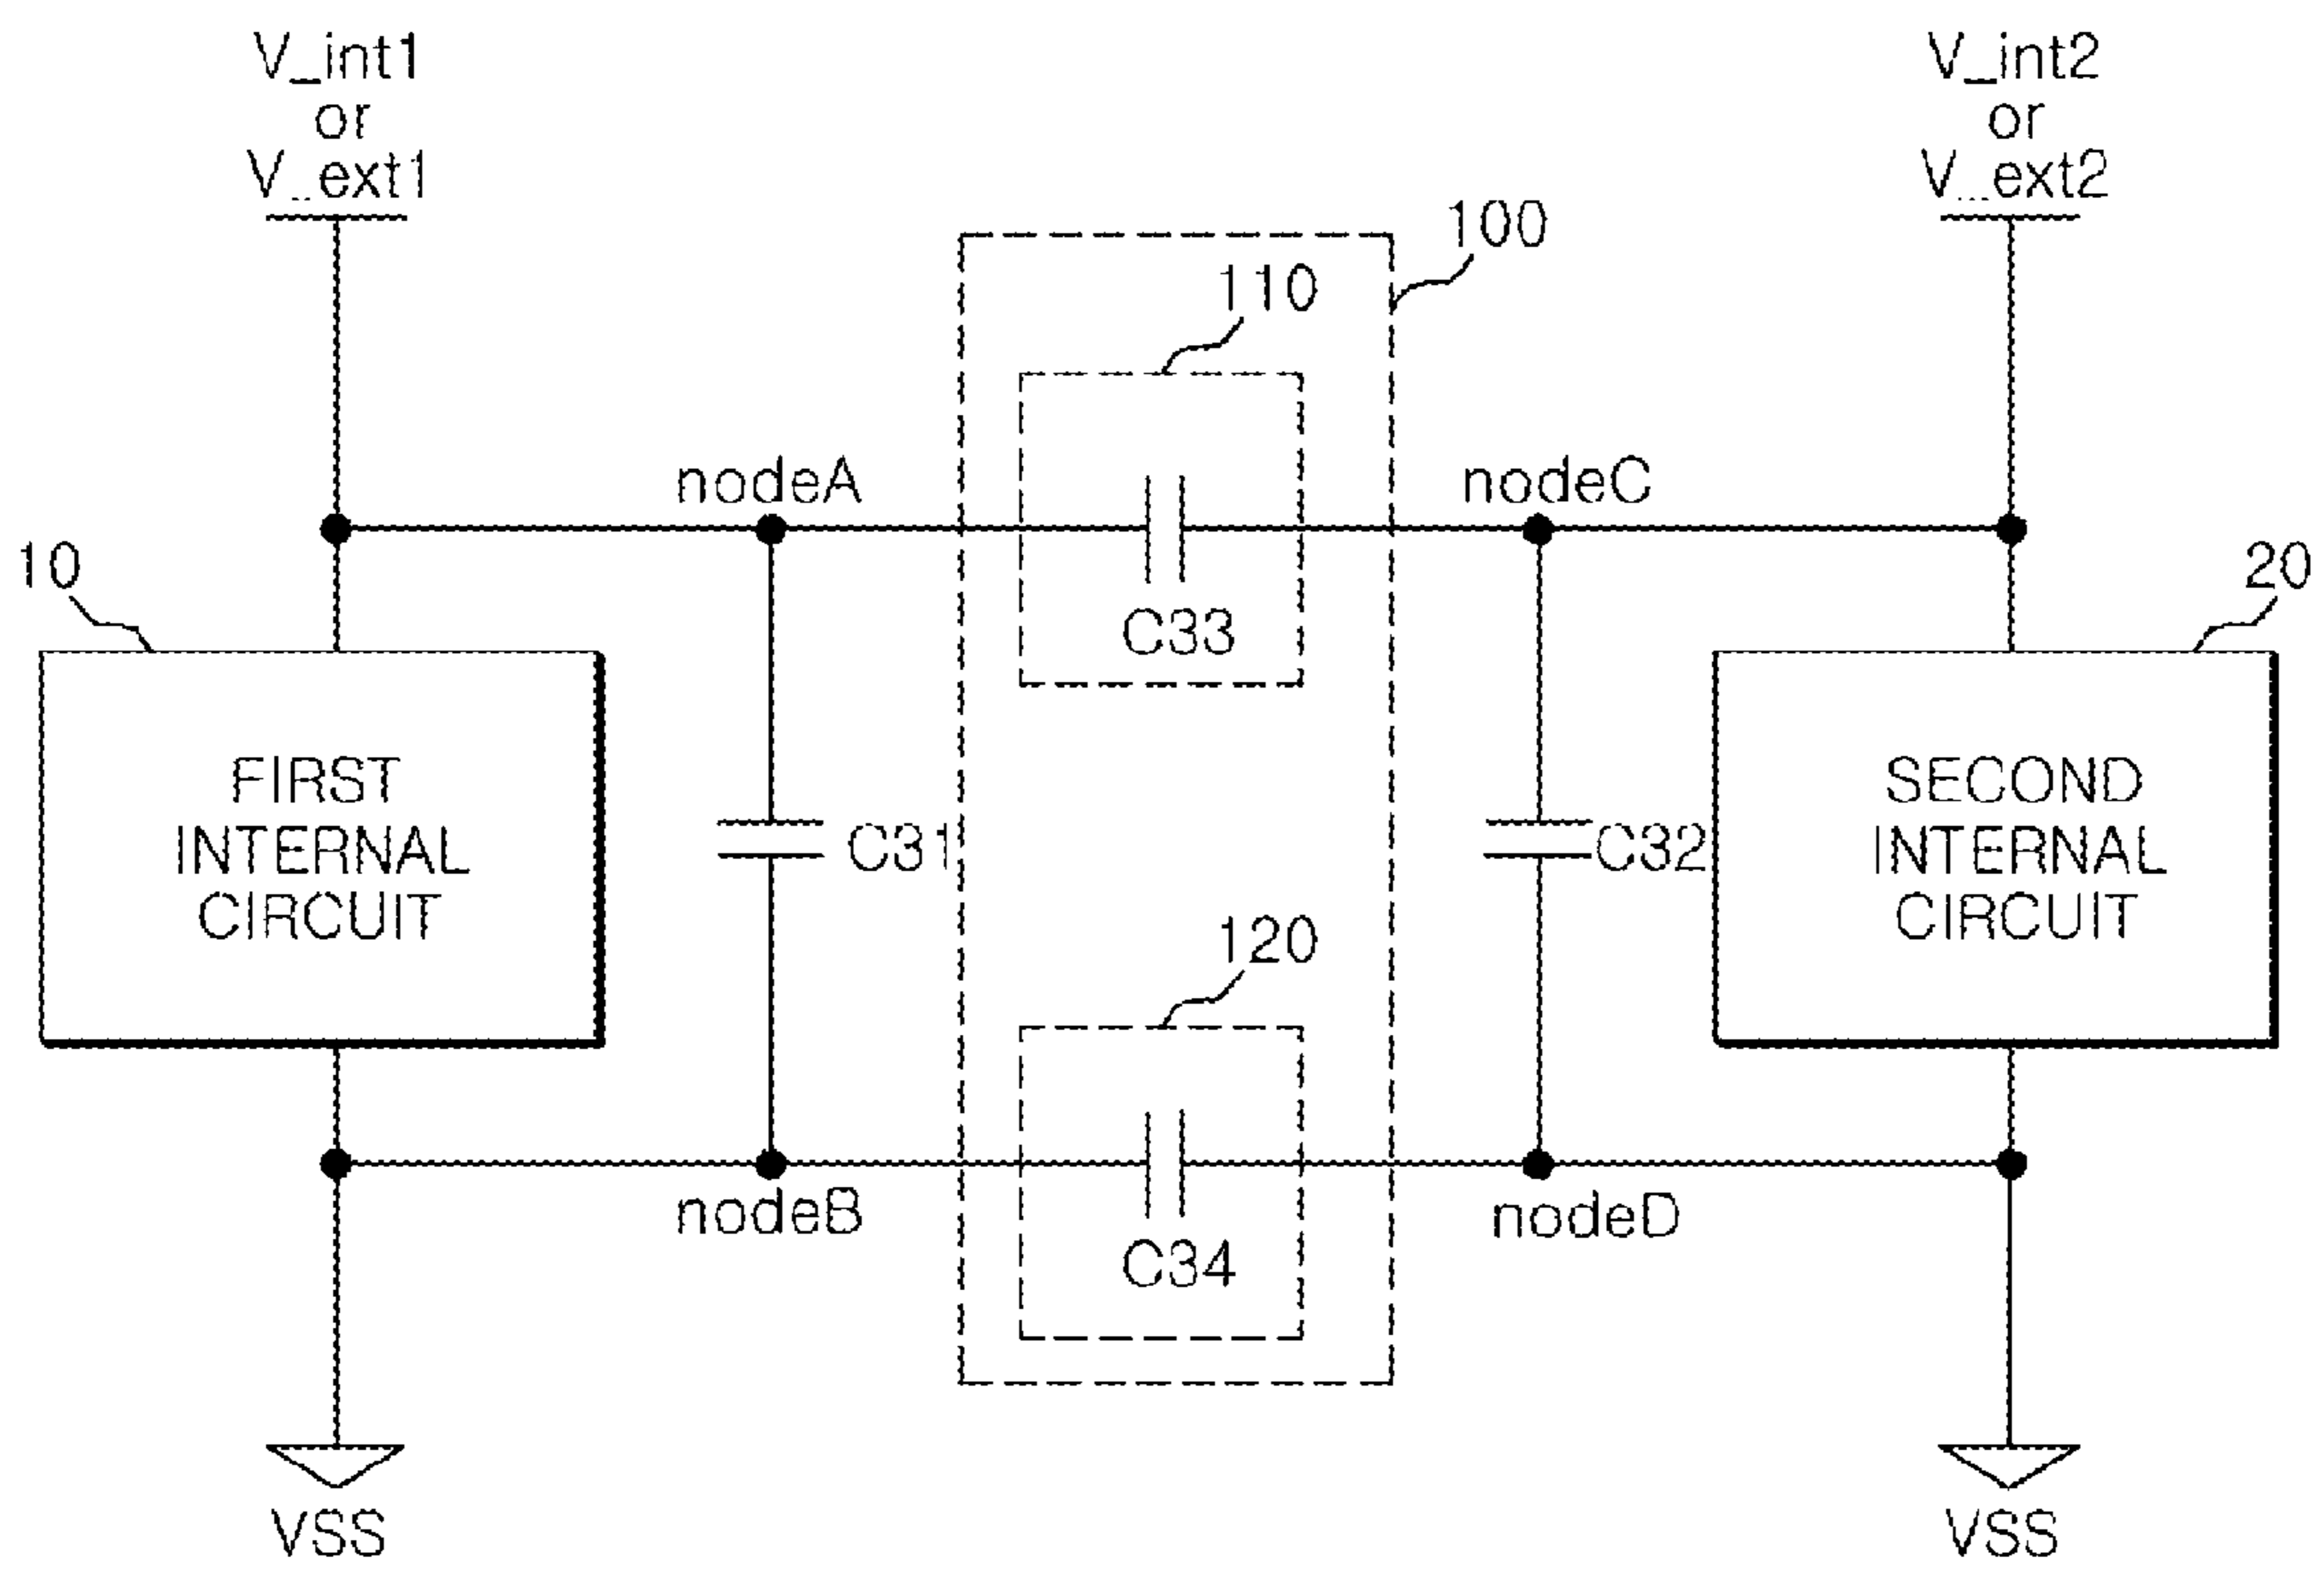 V_int1
or
V_ext1
V_int2
or
V_ext2
100
110
nodeA
nodeC
10
20
C33
FIRST
INTERNAL
CIRCUIT
C31
C32
SECOND
INTERNAL
CIRCUIT
120
nodeB
nodeD
C34
VSS
VSS